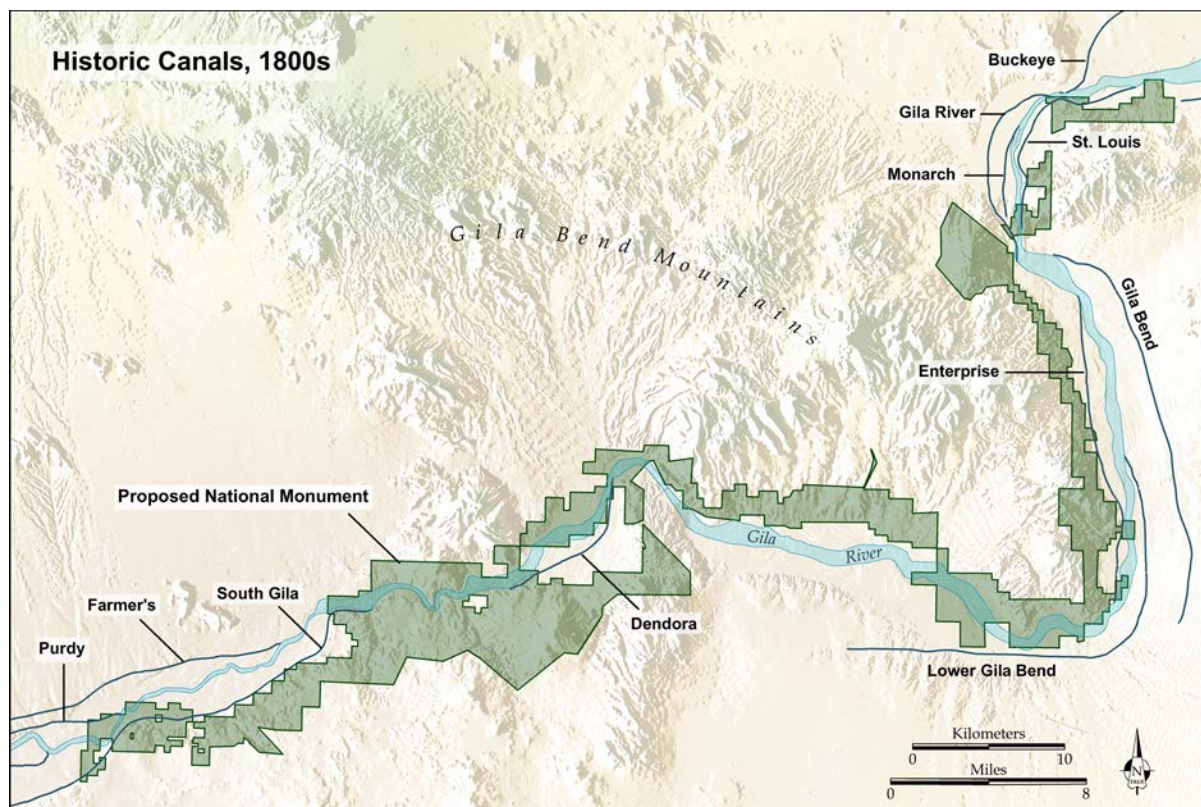 Historic Canals, 1800s
Buckeye
Gila River
St. Louis
Monarch
Gila Bend Mountains
Gila Bend
Enterprise
Proposed National Monument
Gila River
South Gila
Farmer's
Dendora
Purdy
Lower Gila Bend
Kilometers
0 10
Miles
0 8
N
TRUE